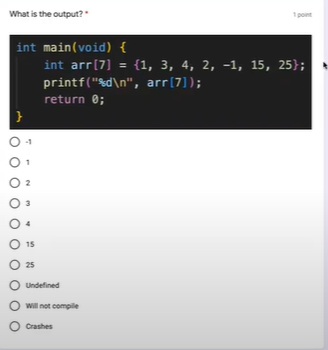 What is the output? *
1 point
int main(void) {
int arr[7] = {1, 3, 4, 2, -1, 15, 25};
printf("%d\n", arr[7]);
return 0;
}
-1
1
2
3
4
15
25
Undefined
Will not compile
Crashes